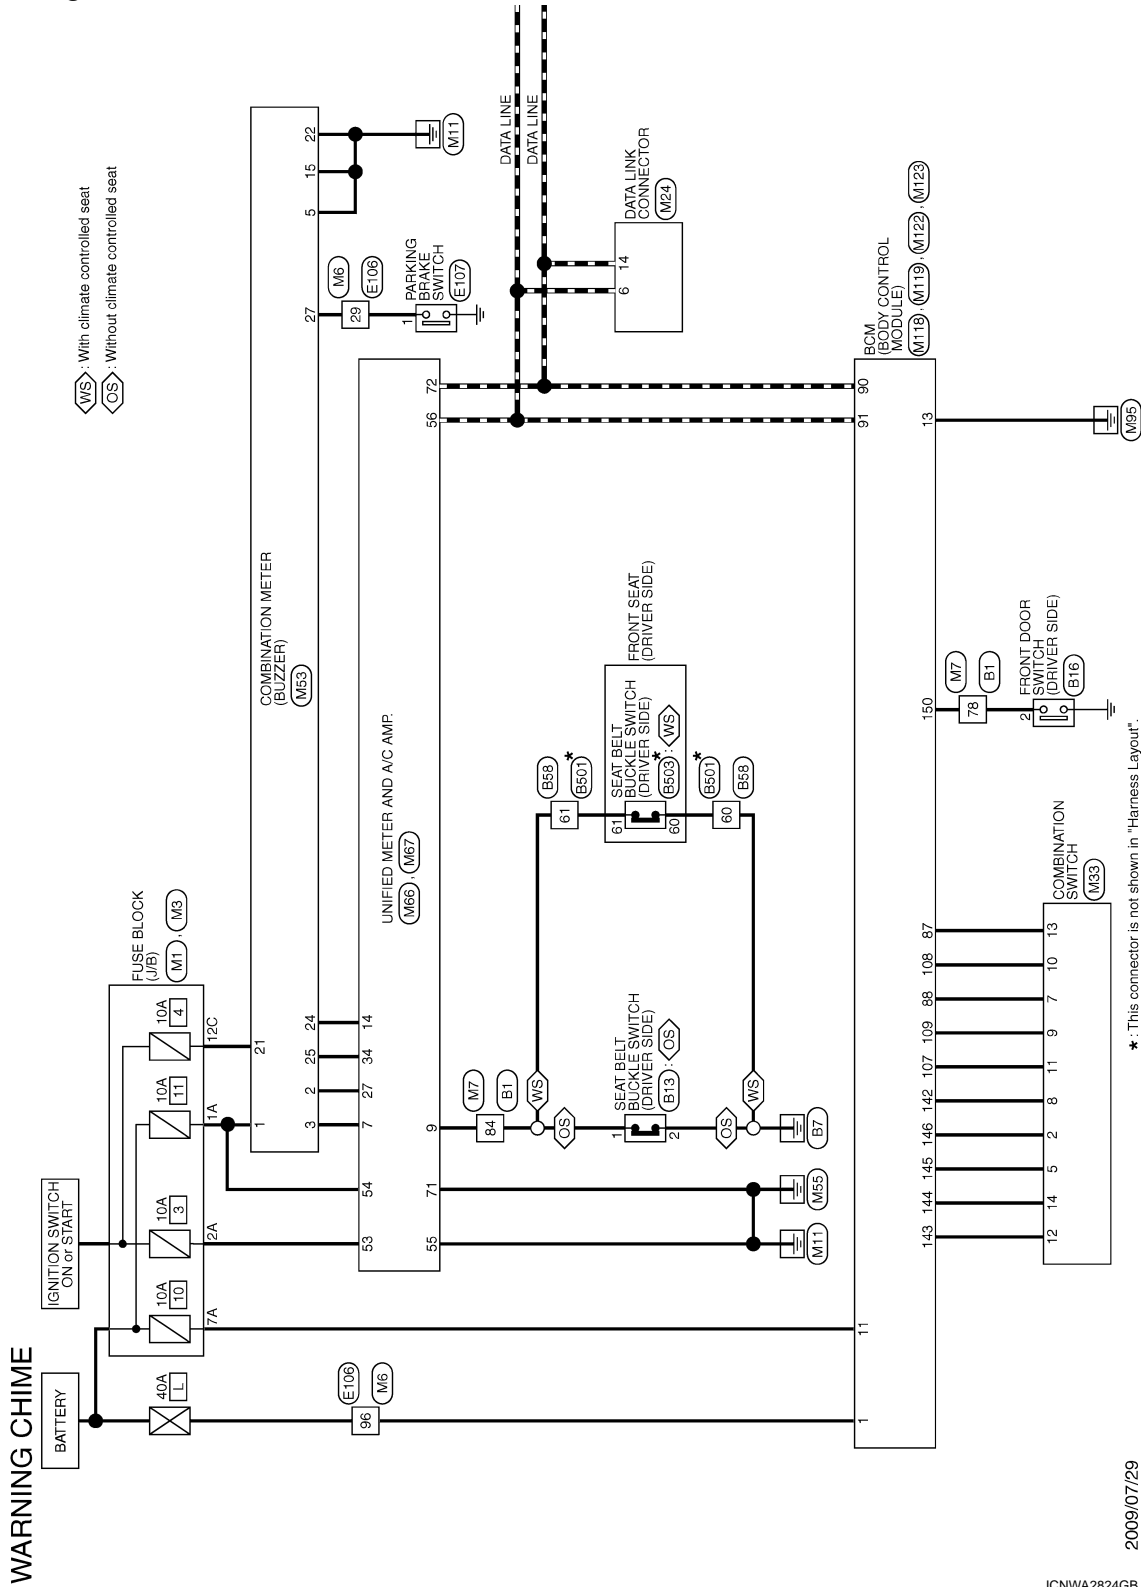 WARNING CHIME
BATTERY
IGNITION SWITCH
ON or START
FUSE BLOCK
(J/B)
M1 , M3
40A
L
10A
10
10A
3
10A
11
10A
4
7A
2A
1A
12C
E106
M6
96
WS : With climate controlled seat
OS : Without climate controlled seat
COMBINATION METER
(BUZZER)
M53
1
21
3
2
25
24
27
5
15
22
M11
M6
E106
29
PARKING
BRAKE
SWITCH
E107
1
UNIFIED METER AND A/C AMP.
M66 , M67
53
54
7
27
34
14
55
71
9
56
72
DATA LINE
DATA LINE
DATA LINK
CONNECTOR
M24
6
14
M7
B1
84
WS
OS
SEAT BELT
BUCKLE SWITCH
(DRIVER SIDE)
B13 : OS
1
2
OS
WS
B7
M11
M55
B58
B501 *
61
FRONT SEAT
(DRIVER SIDE)
SEAT BELT
BUCKLE SWITCH
(DRIVER SIDE)
B503 * : WS
61
60
B501 *
B58
60
BCM
(BODY CONTROL
MODULE)
M118 , M119 , M122 , M123
1
11
91
90
143
144
145
146
142
107
109
88
108
87
150
13
M95
M7
B1
78
FRONT DOOR
SWITCH
(DRIVER SIDE)
B16
2
COMBINATION
SWITCH
M33
12
14
5
2
8
11
9
7
10
13
* : This connector is not shown in "Harness Layout".
2009/07/29
JCNWA2824GB